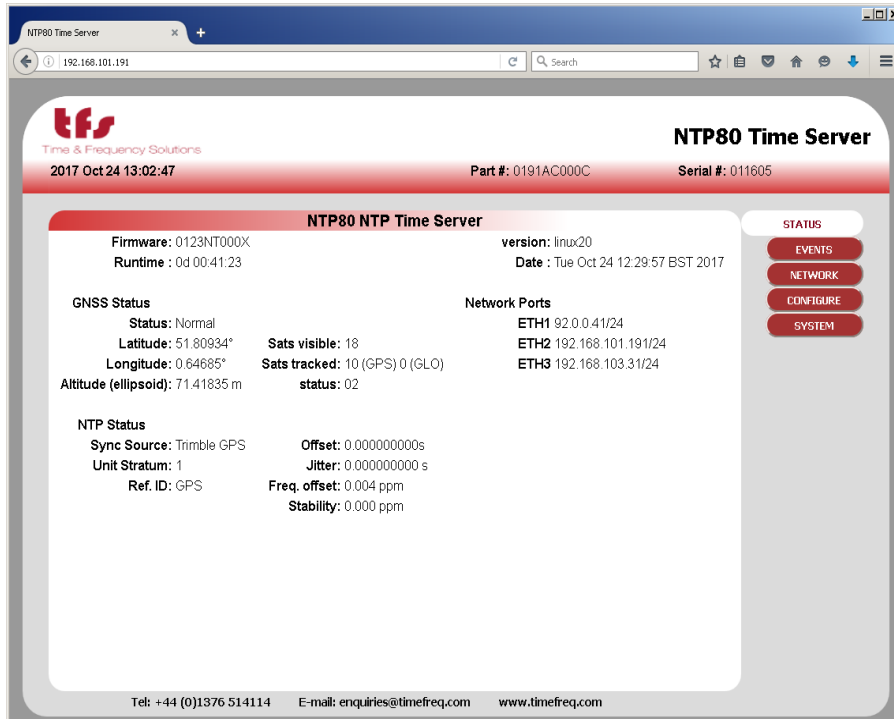 NTP80 Time Server
192.168.101.191
Search
tfs
Time & Frequency Solutions
NTP80 Time Server
2017 Oct 24 13:02:47 Part #: 0191AC000C Serial #: 011605
NTP80 NTP Time Server
STATUS
EVENTS
NETWORK
CONFIGURE
SYSTEM
Firmware: 0123NT000X version: linux20
Runtime : 0d 00:41:23 Date : Tue Oct 24 12:29:57 BST 2017
GNSS Status Network Ports
Status: Normal ETH1 92.0.0.41/24
Latitude: 51.80934° Sats visible: 18 ETH2 192.168.101.191/24
Longitude: 0.64685° Sats tracked: 10 (GPS) 0 (GLO) ETH3 192.168.103.31/24
Altitude (ellipsoid): 71.41835 m status: 02
NTP Status
Sync Source: Trimble GPS Offset: 0.000000000s
Unit Stratum: 1 Jitter: 0.000000000 s
Ref. ID: GPS Freq. offset: 0.004 ppm
Stability: 0.000 ppm
Tel: +44 (0)1376 514114 E-mail: enquiries@timefreq.com www.timefreq.com